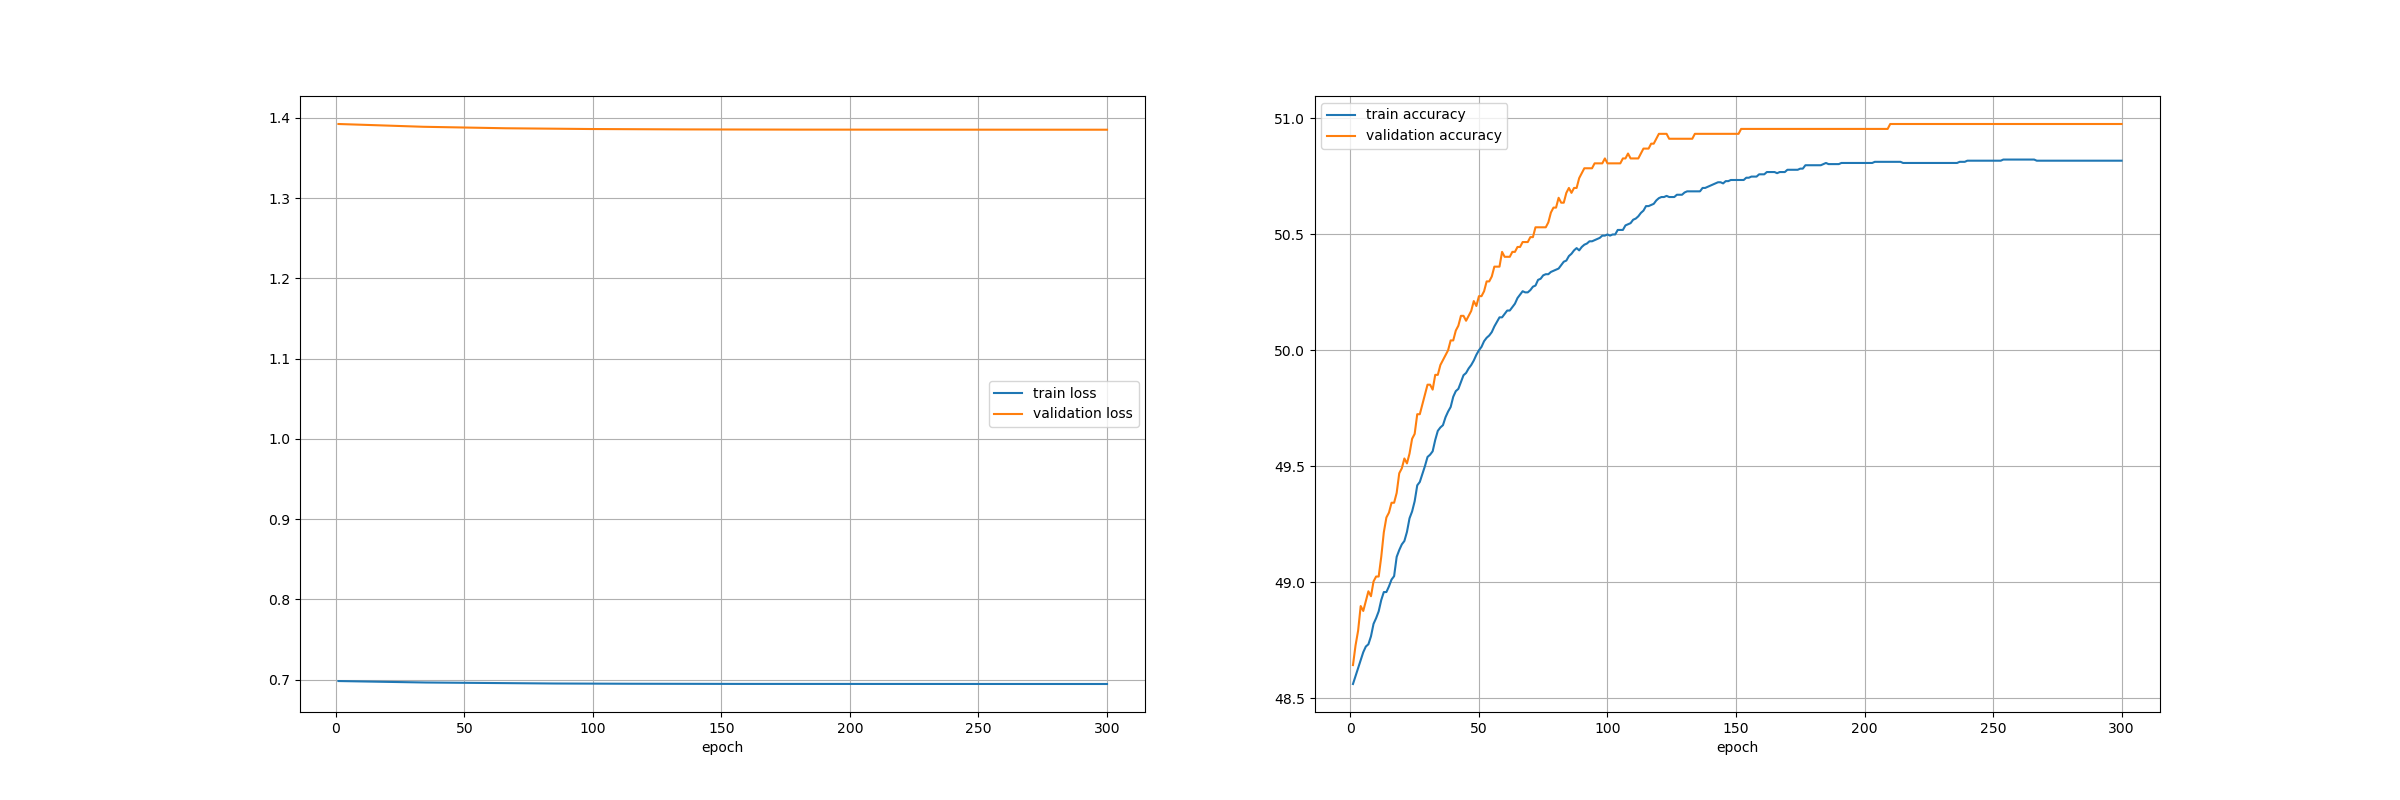 1.4
1.3
1.2
1.1
1.0
0.9
0.8
0.7
train loss
validation loss
0 50 100 150 200 250 300
epoch
train accuracy
validation accuracy
51.0
50.5
50.0
49.5
49.0
48.5
0 50 100 150 200 250 300
epoch